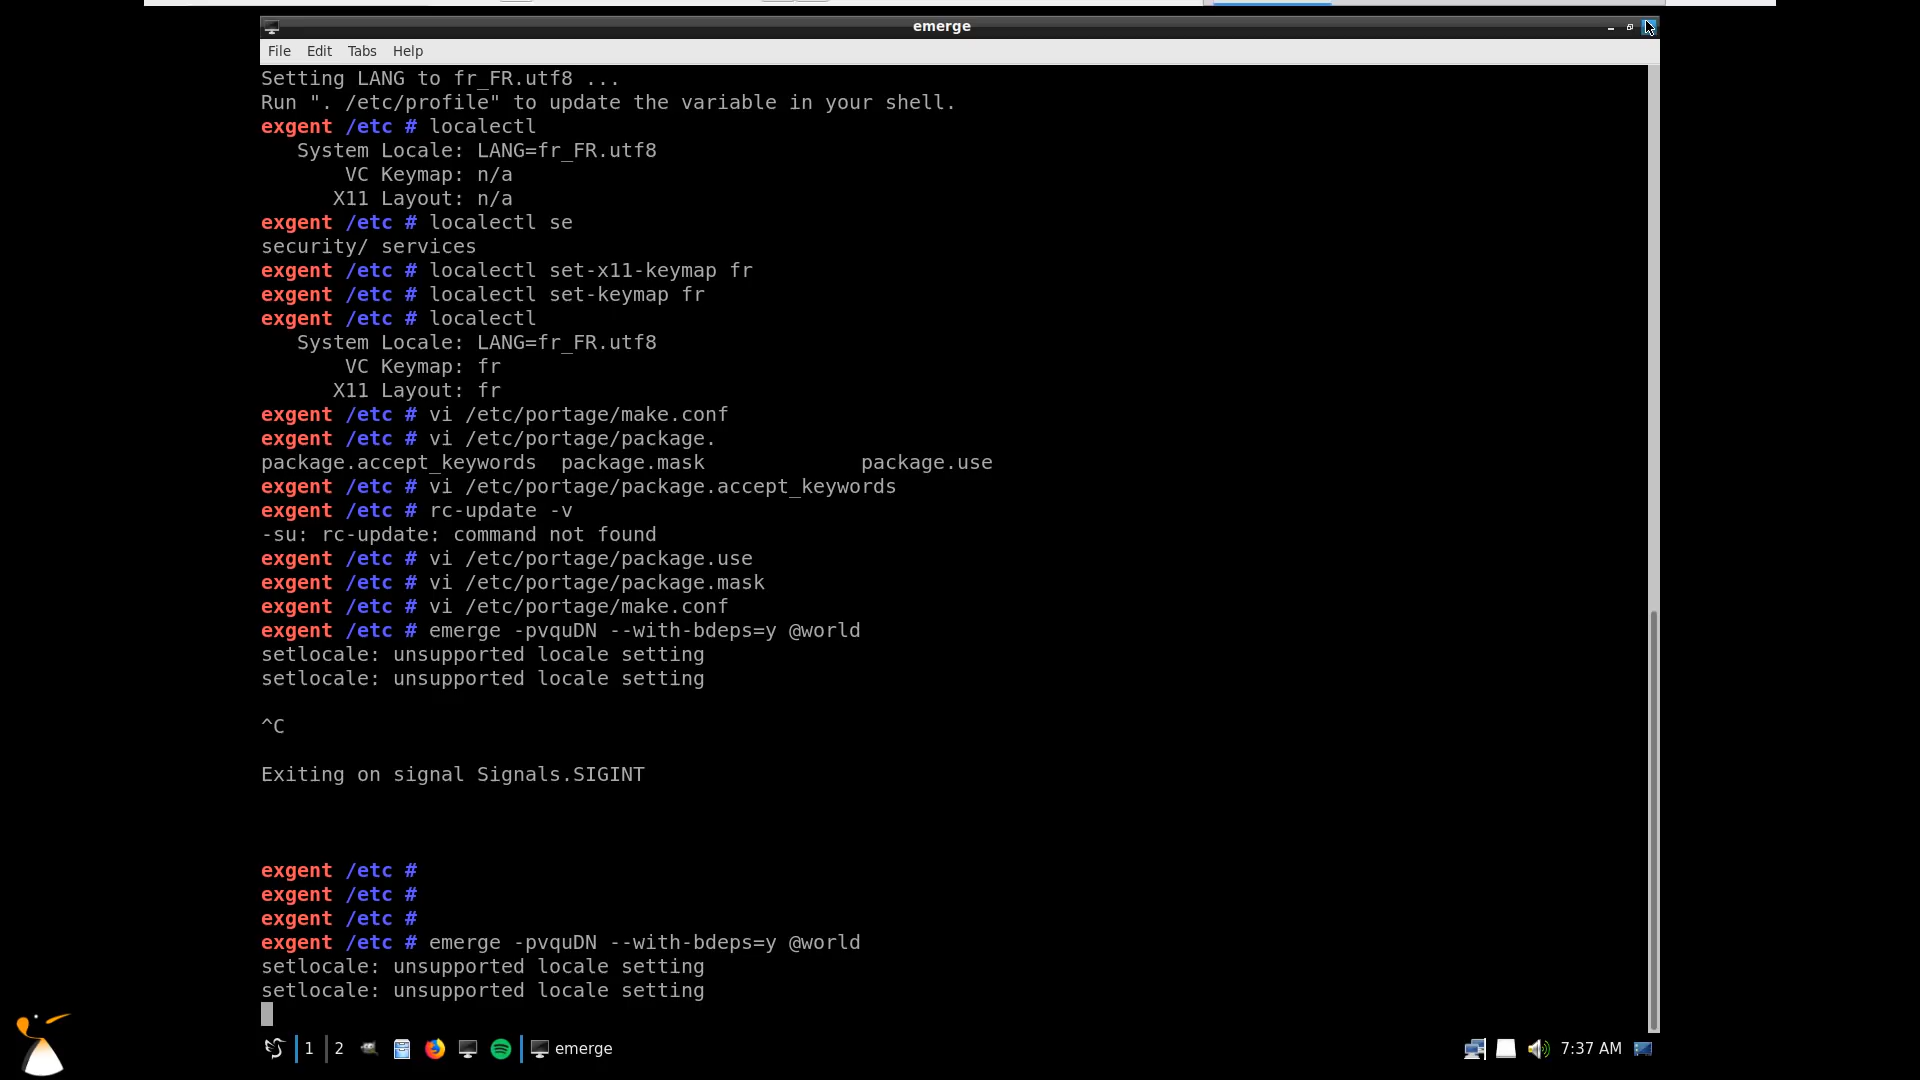 emerge
File Edit Tabs Help
Setting LANG to fr_FR.utf8 ...
Run ". /etc/profile" to update the variable in your shell.
exgent /etc # localectl
System Locale: LANG=fr_FR.utf8
VC Keymap: n/a
X11 Layout: n/a
exgent /etc # localectl se
security/ services
exgent /etc # localectl set-x11-keymap fr
exgent /etc # localectl set-keymap fr
exgent /etc # localectl
System Locale: LANG=fr_FR.utf8
VC Keymap: fr
X11 Layout: fr
exgent /etc # vi /etc/portage/make.conf
exgent /etc # vi /etc/portage/package.
package.accept_keywords package.mask package.use
exgent /etc # vi /etc/portage/package.accept_keywords
exgent /etc # rc-update -v
-su: rc-update: command not found
exgent /etc # vi /etc/portage/package.use
exgent /etc # vi /etc/portage/package.mask
exgent /etc # vi /etc/portage/make.conf
exgent /etc # emerge -pvquDN --with-bdeps=y @world
setlocale: unsupported locale setting
setlocale: unsupported locale setting
^C
Exiting on signal Signals.SIGINT
exgent /etc #
exgent /etc #
exgent /etc #
exgent /etc # emerge -pvquDN --with-bdeps=y @world
setlocale: unsupported locale setting
setlocale: unsupported locale setting
1 2 emerge 7:37 AM